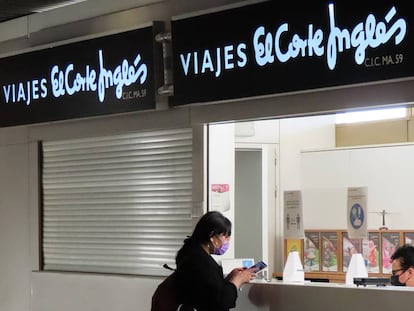 VIAJES El Corte Inglés
C.I.C. MA. 59
VIAJES El Corte Inglés
C.I.C. MA. 59